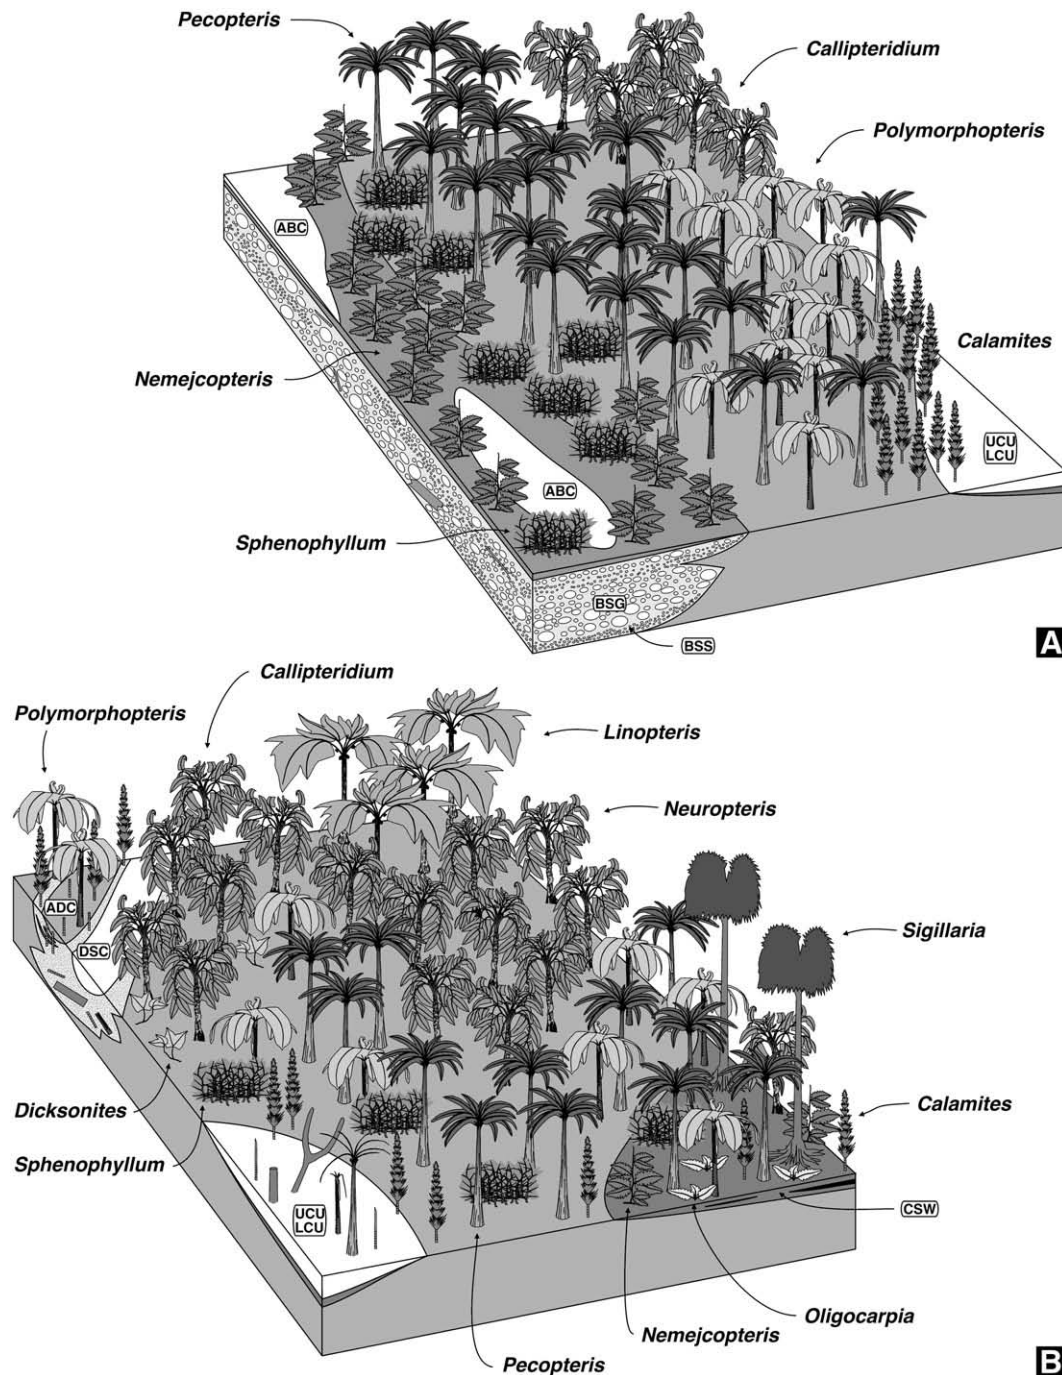 Pecopteris
Callipteridium
Polymorphopteris
ABC
Calamites
Nemejcopteris
UCU
LCU
ABC
Sphenophyllum
BSG
BSS
A
Callipteridium
Polymorphopteris
Linopteris
Neuropteris
ADC
Sigillaria
DSC
Dicksonites
Calamites
Sphenophyllum
UCU
LCU
CSW
Oligocarpia
Nemejcopteris
Pecopteris
B